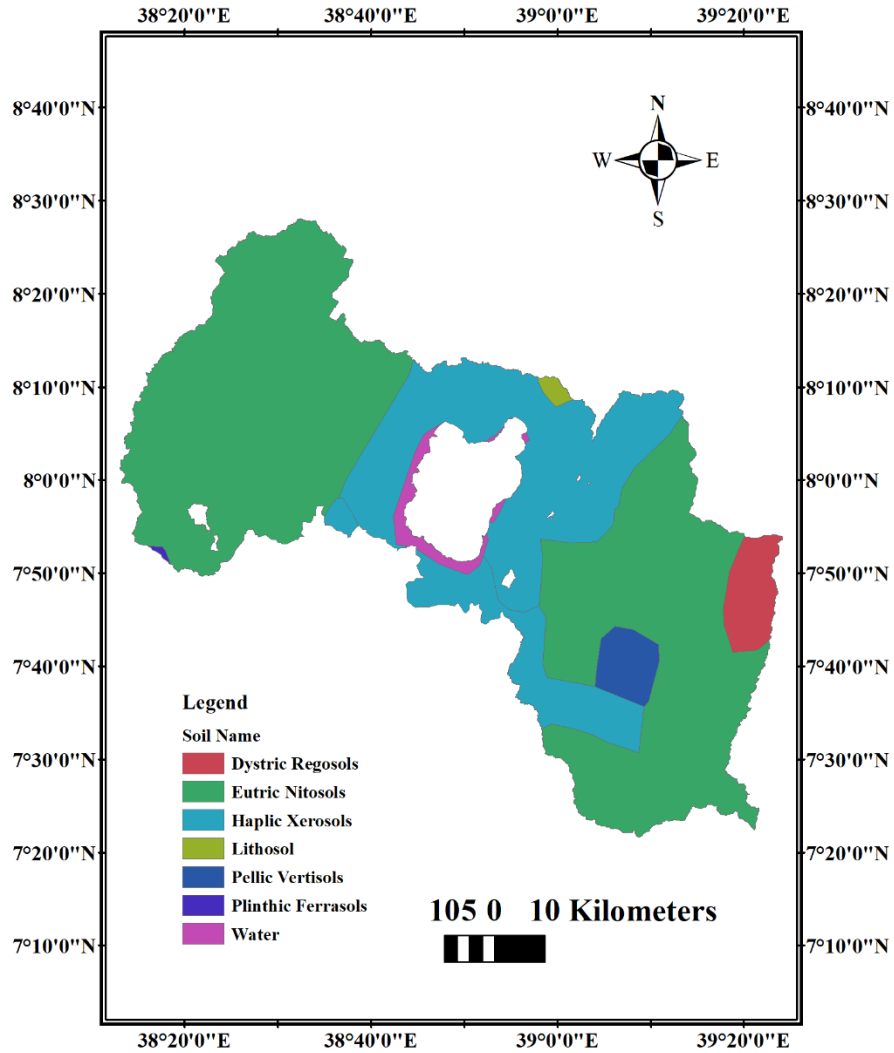 38°20'0"E 38°40'0"E 39°0'0"E 39°20'0"E
8°40'0"N 8°40'0"N
N
W E
S
8°30'0"N 8°30'0"N
8°20'0"N 8°20'0"N
8°10'0"N 8°10'0"N
8°0'0"N 8°0'0"N
7°50'0"N 7°50'0"N
7°40'0"N 7°40'0"N
Legend
Soil Name
7°30'0"N 7°30'0"N
Dystric Regosols
Eutric Nitosols
Haplic Xerosols
7°20'0"N 7°20'0"N
Lithosol
Pellic Vertisols
Plinthic Ferrasols
Water
105 0 10 Kilometers
7°10'0"N 7°10'0"N
38°20'0"E 38°40'0"E 39°0'0"E 39°20'0"E